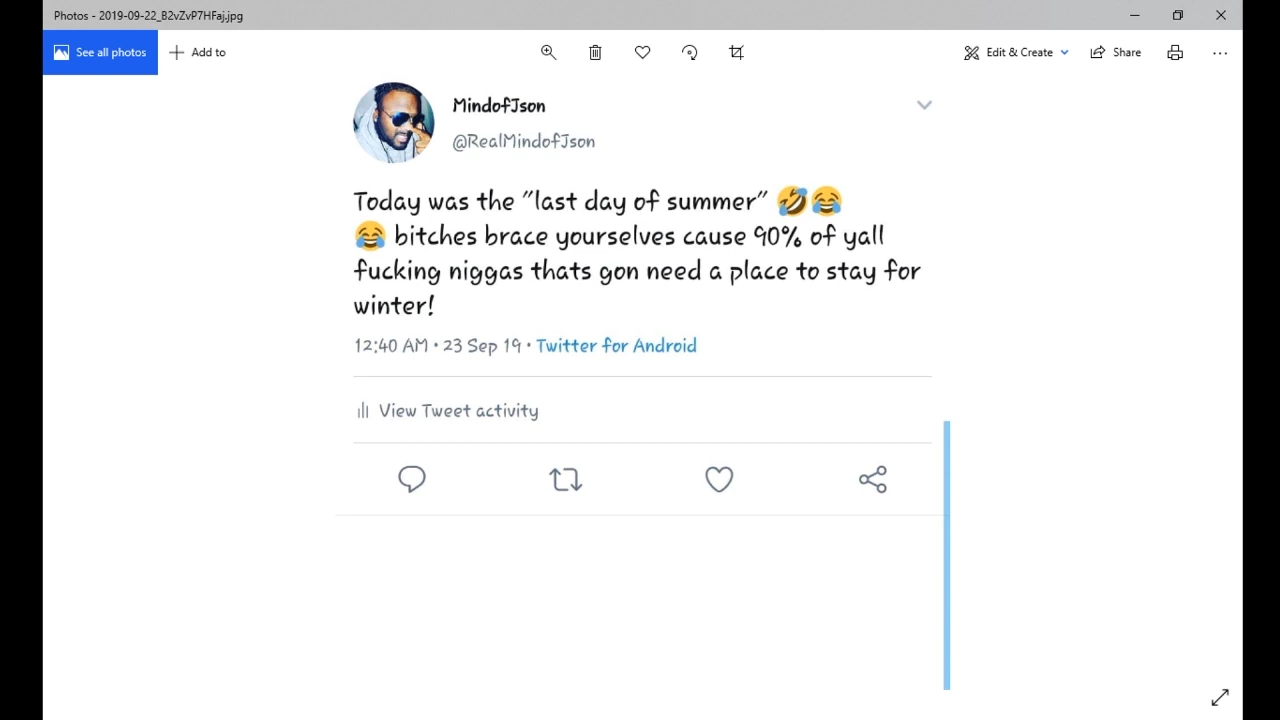 Photos - 2019-09-22_B2vZvP7HFaj.jpg
See all photos
Add to
Edit & Create
Share
MindofJson
@RealMindofJson
Today was the "last day of summer" 🤣😂
😂 bitches brace yourselves cause 90% of yall
fucking niggas thats gon need a place to stay for
winter!
12:40 AM • 23 Sep 19 • Twitter for Android
View Tweet activity